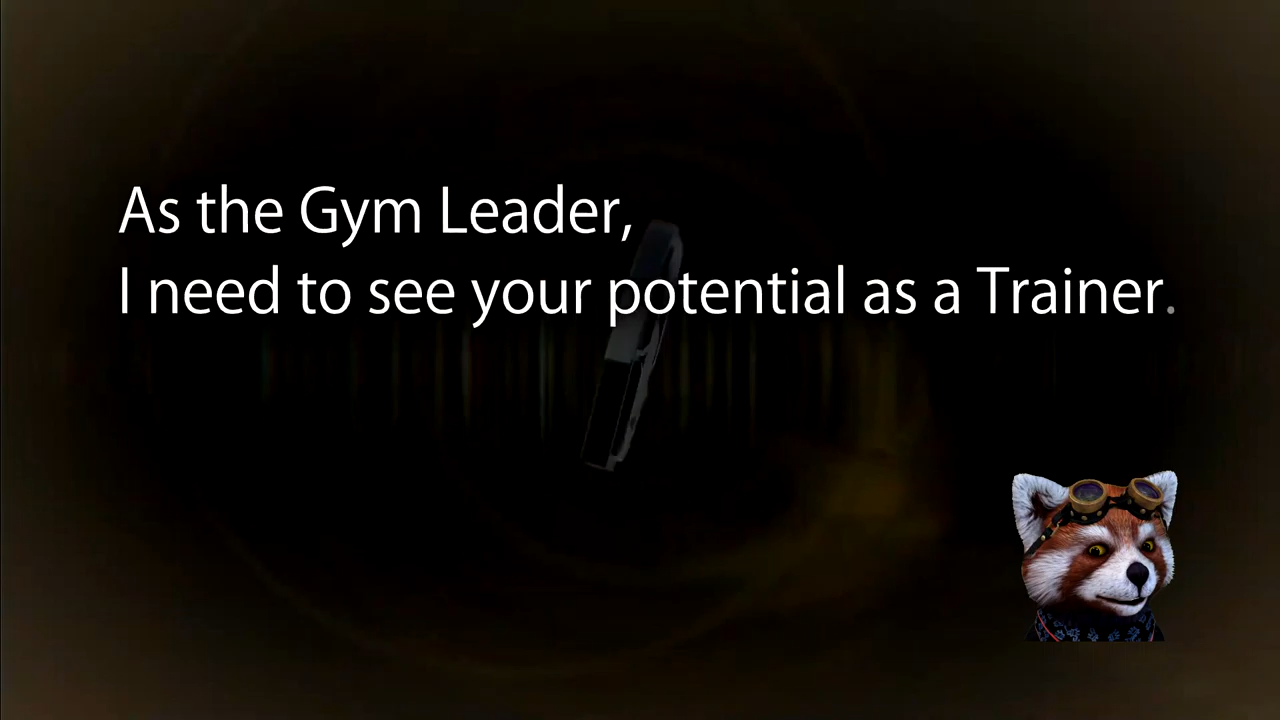 As the Gym Leader,
I need to see your potential as a Trainer.